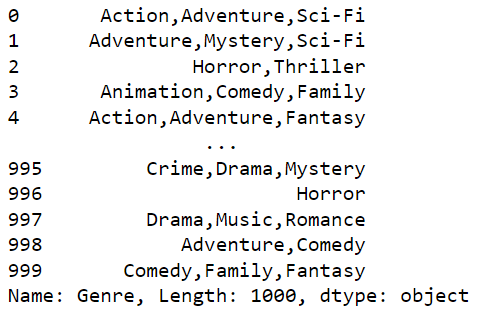 0 Action,Adventure,Sci-Fi
1 Adventure,Mystery,Sci-Fi
2 Horror,Thriller
3 Animation,Comedy,Family
4 Action,Adventure,Fantasy
...
995 Crime,Drama,Mystery
996 Horror
997 Drama,Music,Romance
998 Adventure,Comedy
999 Comedy,Family,Fantasy
Name: Genre, Length: 1000, dtype: object